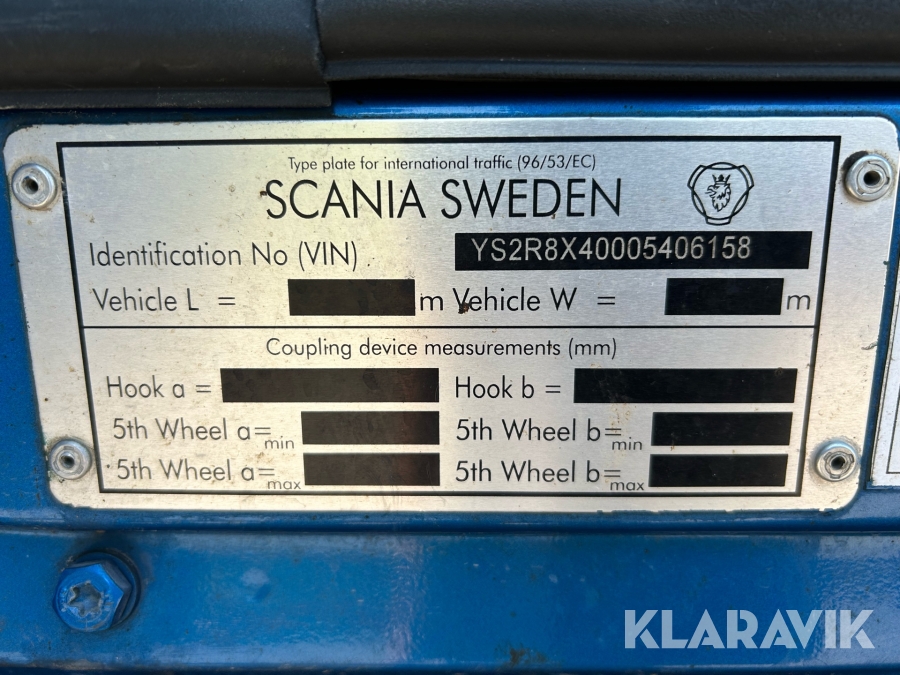 Type plate for international traffic (96/53/EC)
SCANIA SWEDEN
Identification No (VIN) YS2R8X40005406158
Vehicle L = m Vehicle W = m
Coupling device measurements (mm)
Hook a = Hook b =
5th Wheel a= min 5th Wheel b= min
5th Wheel a= max 5th Wheel b= max
KLARAVIK